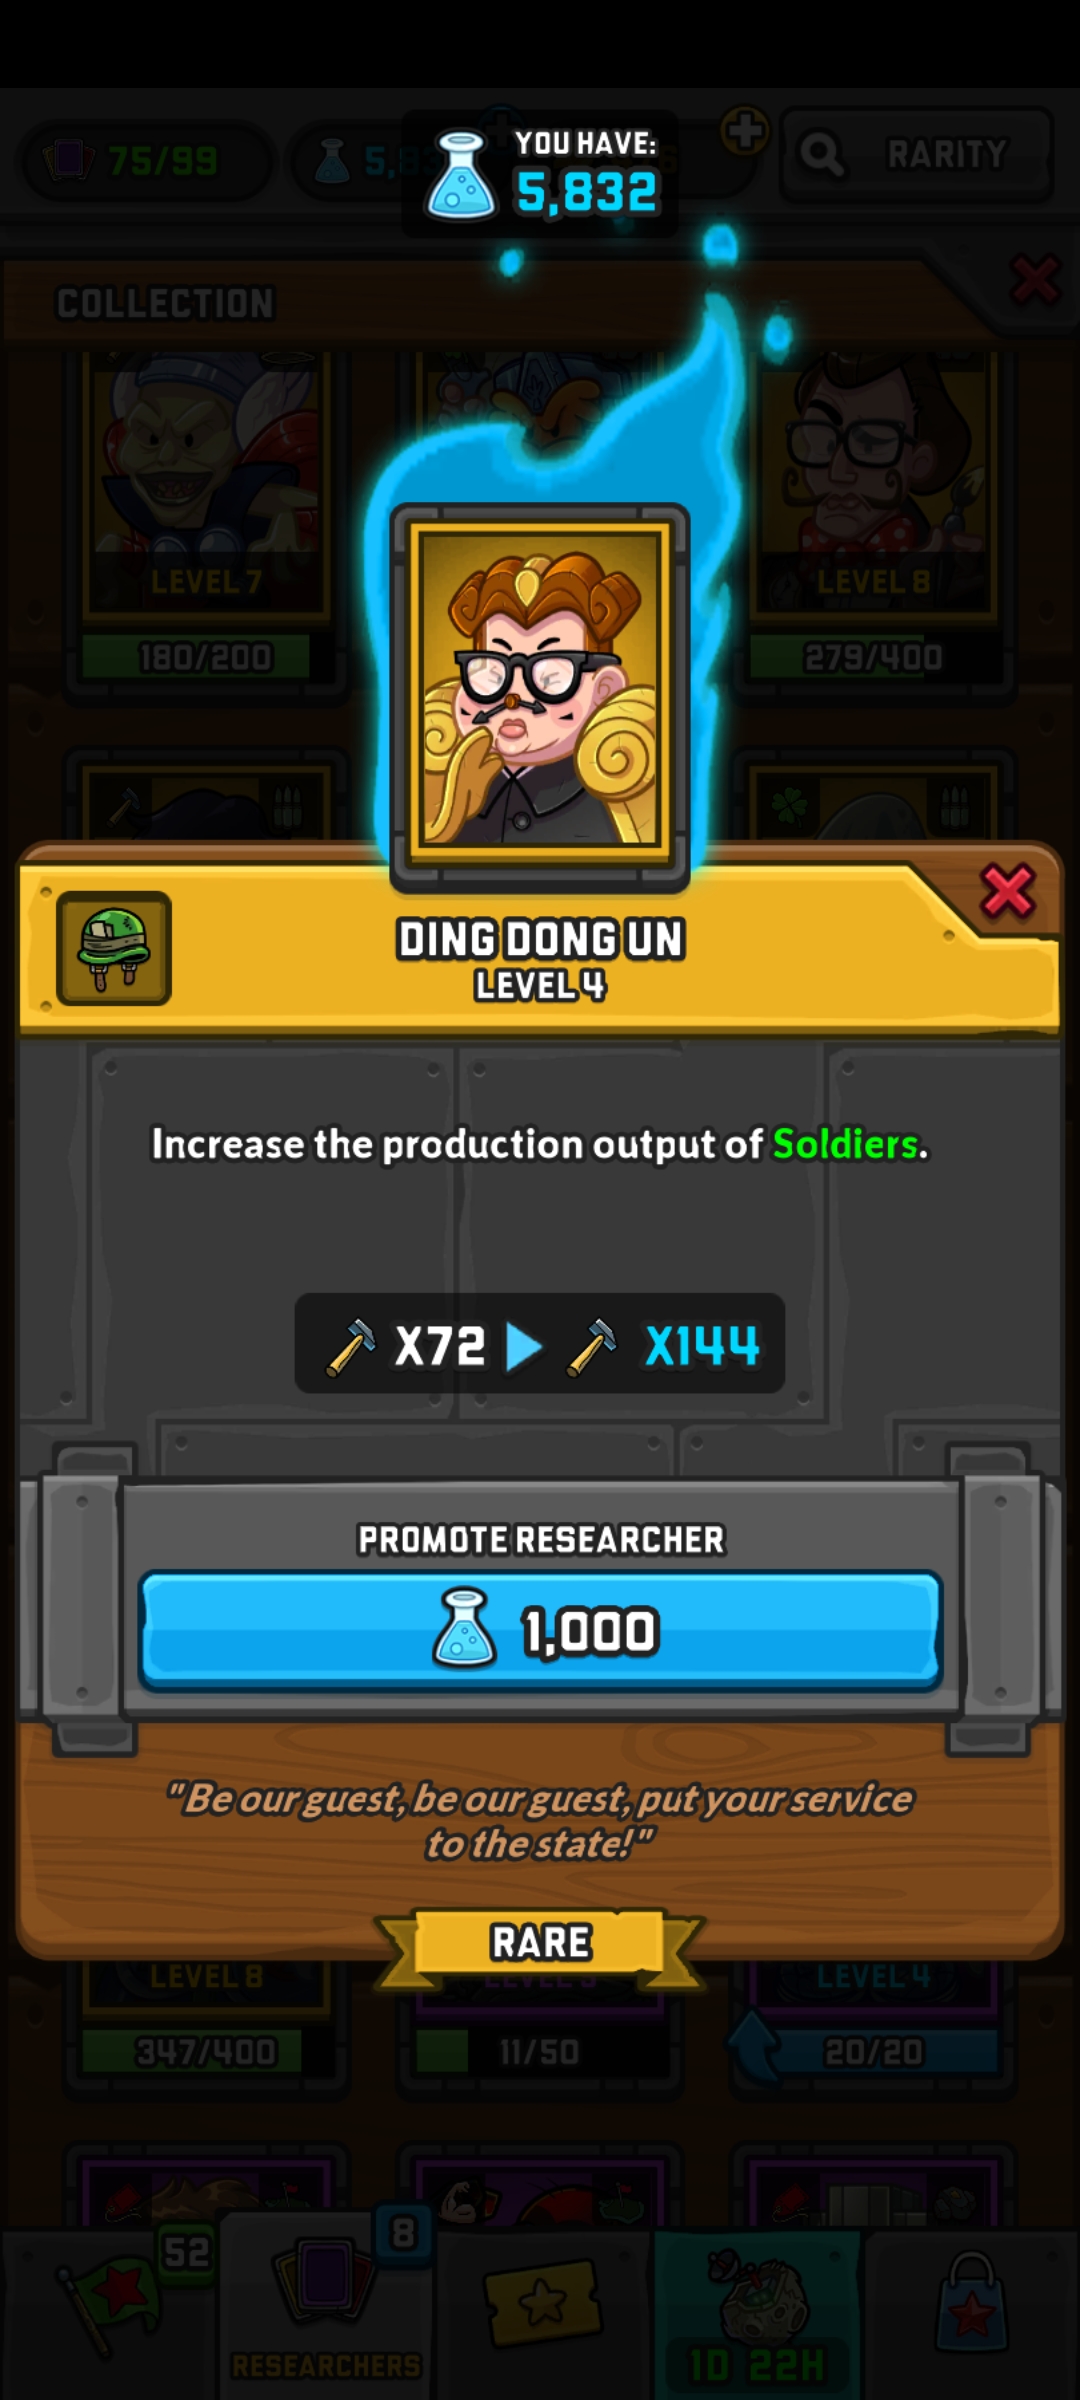 75/99
YOU HAVE:
5,832
RARITY
COLLECTION
LEVEL 7
LEVEL 8
180/200
279/400
DING DONG UN
LEVEL 4
Increase the production output of Soldiers.
X72 X144
PROMOTE RESEARCHER
1,000
"Be our guest, be our guest, put your service
to the state!"
RARE
LEVEL 8
LEVEL 4
347/400
11/50
20/20
52
8
RESEARCHERS
1D 22H